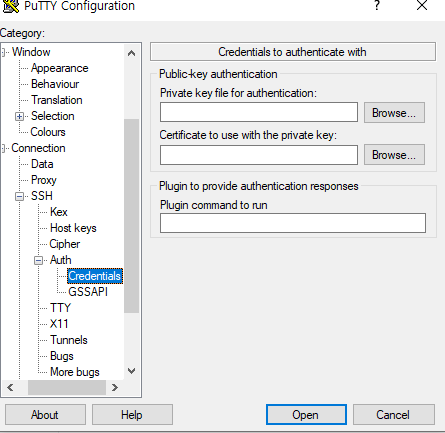 PuTTY Configuration
?
X
Category:
Window
Appearance
Behaviour
Translation
Selection
Colours
Connection
Data
Proxy
SSH
Kex
Host keys
Cipher
Auth
Credentials
GSSAPI
TTY
X11
Tunnels
Bugs
More bugs
Credentials to authenticate with
Public-key authentication
Private key file for authentication:
Browse...
Certificate to use with the private key:
Browse...
Plugin to provide authentication responses
Plugin command to run
About
Help
Open
Cancel